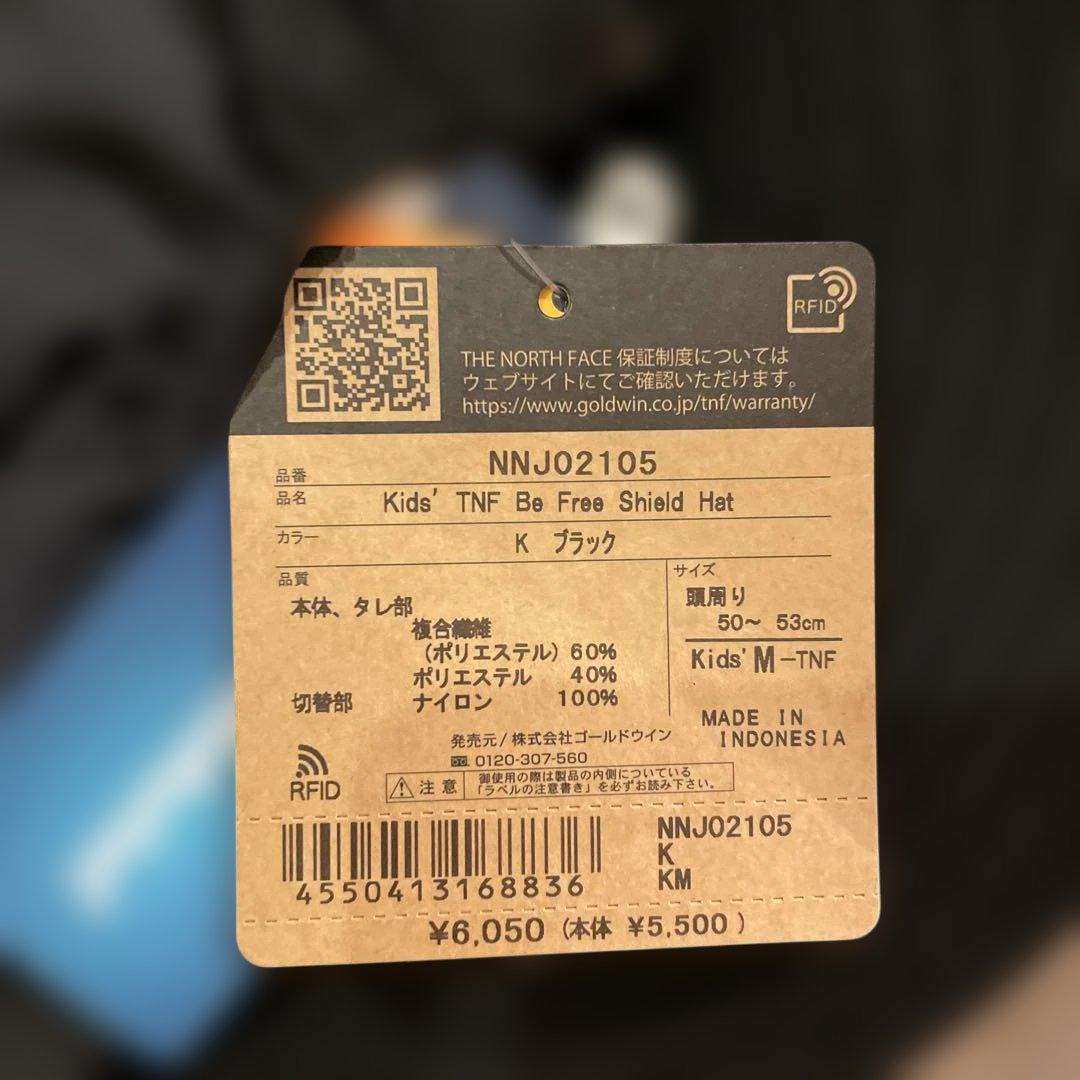 RFID
THE NORTH FACE 保証制度については
ウェブサイトにてご確認いただけます。
https://www.goldwin.co.jp/tnf/warranty/
品番 NNJ02105
品名 Kids' TNF Be Free Shield Hat
カラー K ブラック
品質
本体、タレ部
複合繊維
(ポリエステル) 60%
ポリエステル 40%
切替部 ナイロン 100%
サイズ
頭周り
50~ 53cm
Kids' M-TNF
MADE IN
INDONESIA
発売元/株式会社ゴールドウイン
0120-307-560
RFID
注意 御使用の際は製品の内側についている
「ラベルの注意書き」を必ずお読み下さい。
4550413168836
NNJ02105
K
KM
¥6,050 (本体 ¥5,500 )